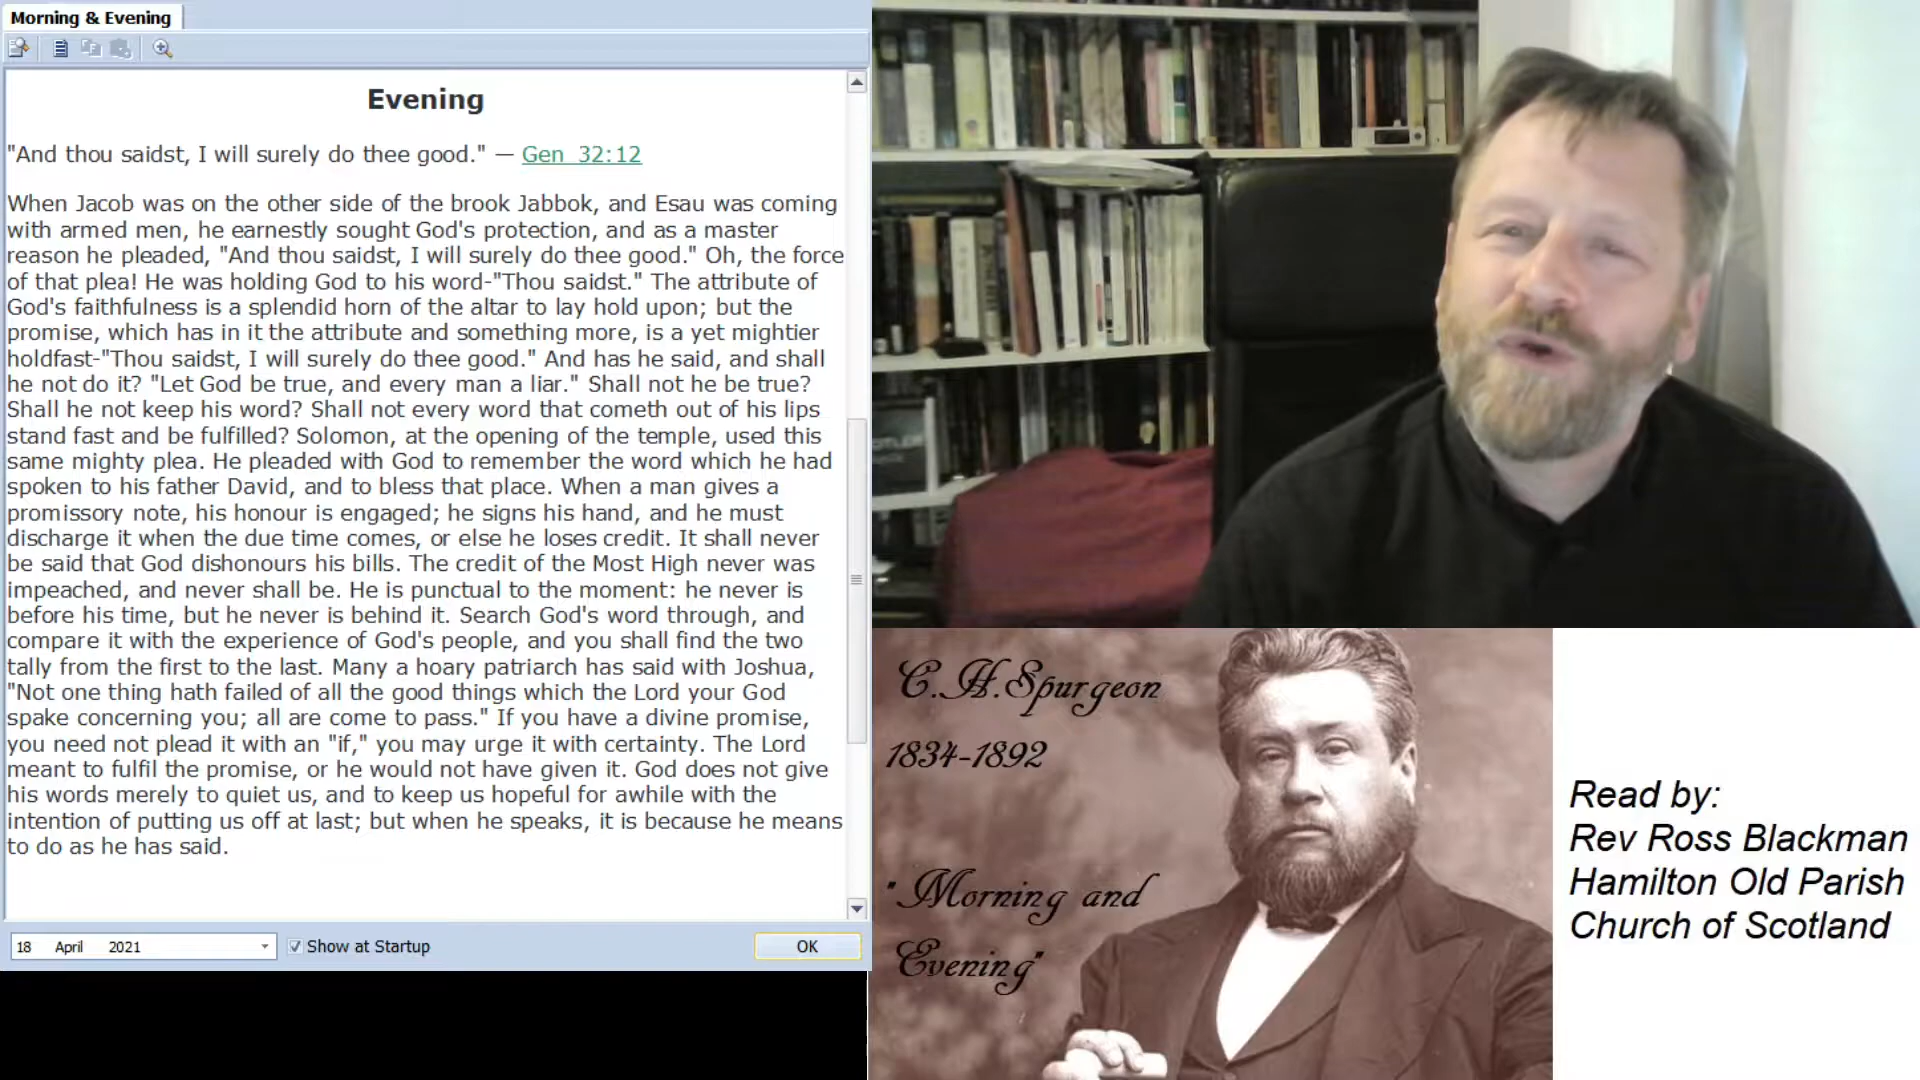 Morning & Evening
Evening
"And thou saidst, I will surely do thee good." — Gen_32:12
When Jacob was on the other side of the brook Jabbok, and Esau was coming
with armed men, he earnestly sought God's protection, and as a master
reason he pleaded, "And thou saidst, I will surely do thee good." Oh, the force
of that plea! He was holding God to his word-"Thou saidst." The attribute of
God's faithfulness is a splendid horn of the altar to lay hold upon; but the
promise, which has in it the attribute and something more, is a yet mightier
holdfast-"Thou saidst, I will surely do thee good." And has he said, and shall
he not do it? "Let God be true, and every man a liar." Shall not he be true?
Shall he not keep his word? Shall not every word that cometh out of his lips
stand fast and be fulfilled? Solomon, at the opening of the temple, used this
same mighty plea. He pleaded with God to remember the word which he had
spoken to his father David, and to bless that place. When a man gives a
promissory note, his honour is engaged; he signs his hand, and he must
discharge it when the due time comes, or else he loses credit. It shall never
be said that God dishonours his bills. The credit of the Most High never was
impeached, and never shall be. He is punctual to the moment: he never is
before his time, but he never is behind it. Search God's word through, and
compare it with the experience of God's people, and you shall find the two
tally from the first to the last. Many a hoary patriarch has said with Joshua,
"Not one thing hath failed of all the good things which the Lord your God
spake concerning you; all are come to pass." If you have a divine promise,
you need not plead it with an "if," you may urge it with certainty. The Lord
meant to fulfil the promise, or he would not have given it. God does not give
his words merely to quiet us, and to keep us hopeful for awhile with the
intention of putting us off at last; but when he speaks, it is because he means
to do as he has said.
18 April 2021
Show at Startup
OK
C.H.Spurgeon
1834-1892
"Morning and
Evening"
Read by:
Rev Ross Blackman
Hamilton Old Parish
Church of Scotland